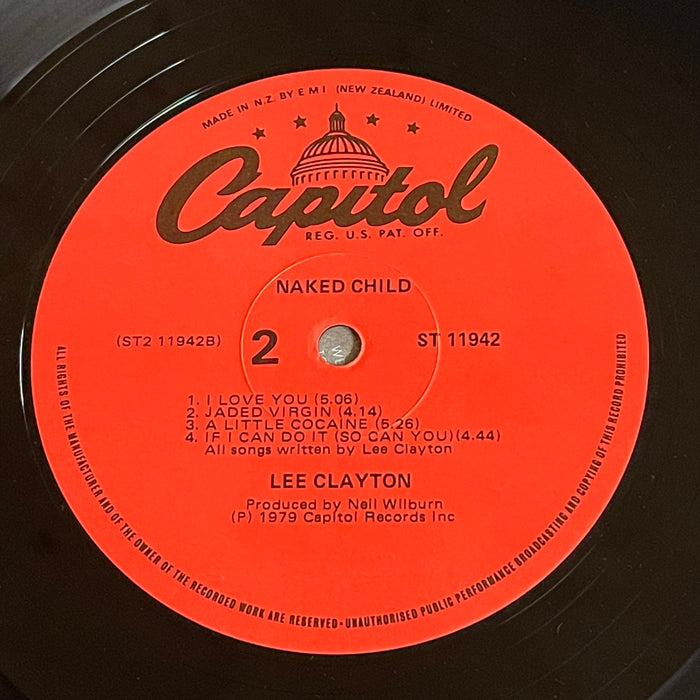 MADE IN N.Z. BY E M I (NEW ZEALAND) LIMITED
Capitol
REG. U.S. PAT. OFF.
NAKED CHILD
(ST2 11942B)
2
ST 11942
1. I LOVE YOU (5.06)
2. JADED VIRGIN (4.14)
3. A LITTLE COCAINE (5.26)
4. IF I CAN DO IT (SO CAN YOU)(4.44)
All songs written by Lee Clayton
LEE CLAYTON
Produced by Neil Wilburn
(P) 1979 Capitol Records Inc
ALL RIGHTS OF THE MANUFACTURER AND OF THE OWNER OF THE RECORDED WORK ARE RESERVED-UNAUTHORISED PUBLIC PERFORMANCE BROADCASTING AND COPYING OF THIS RECORD PROHIBITED